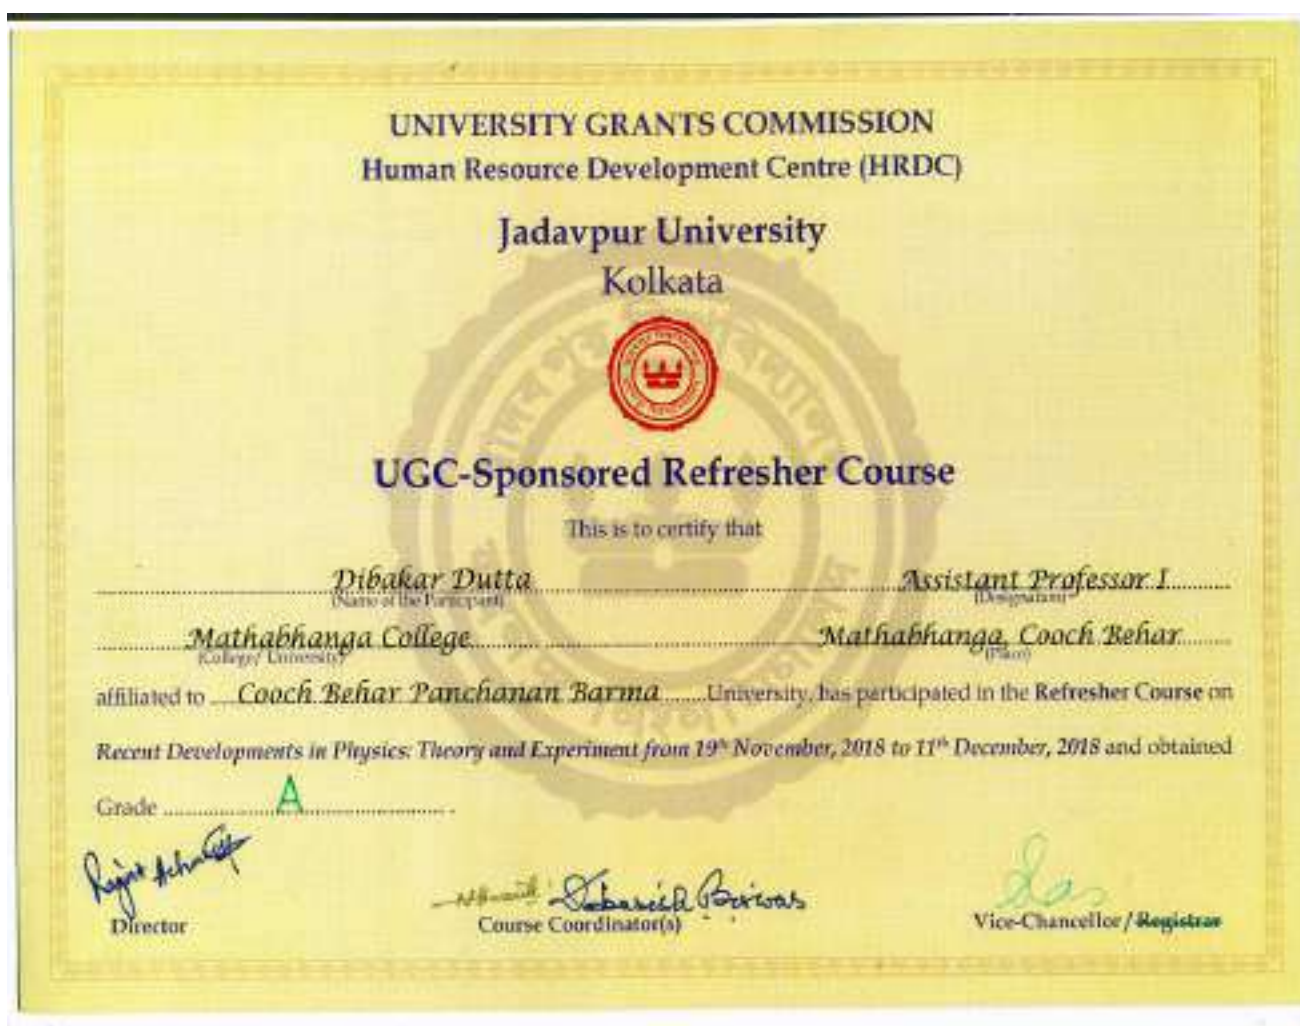 UNIVERSITY GRANTS COMMISSION
Human Resource Development Centre (HRDC)
Jadavpur University
Kolkata
UGC-Sponsored Refresher Course
This is to certify that
Dibakar Dutta Assistant Professor I
(Name of the Participant) (Designation)
Mathabhanga College Mathabhanga, Cooch Behar
(College/ University) (Place)
affiliated to Cooch Behar Panchanan Barma University, has participated in the Refresher Course on
Recent Developments in Physics: Theory and Experiment from 19th November, 2018 to 11th December, 2018 and obtained
Grade A
Debasish Biswas
Director Course Coordinator(s) Vice-Chancellor / Registrar